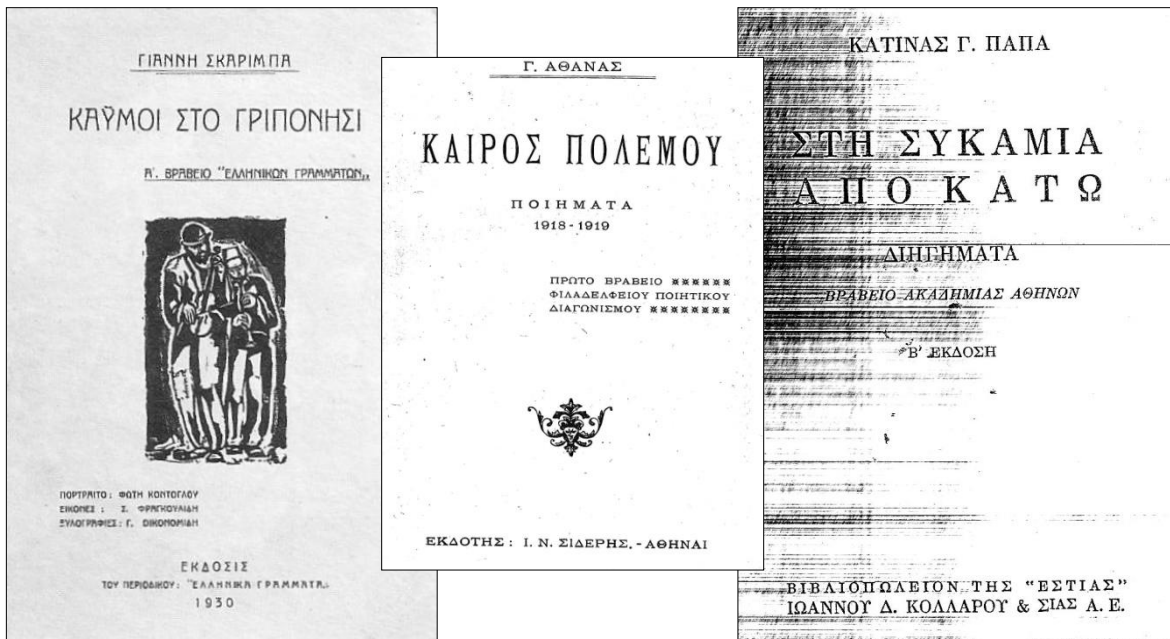 ΓΙΑΝΝΗ ΣΚΑΡΙΜΠΑ
ΚΑΫΜΟΙ ΣΤΟ ΓΡΙΠΟΝΗΣΙ
Α'. ΒΡΑΒΕΙΟ "ΕΛΛΗΝΙΚΩΝ ΓΡΑΜΜΑΤΩΝ„
ΠΟΡΤΡΑΙΤΟ : ΦΩΤΗ ΚΟΝΤΟΓΛΟΥ
ΕΙΚΟΝΕΣ : Σ. ΦΡΑΓΚΟΥΛΙΔΗ
ΞΥΛΟΓΡΑΦΙΕΣ : Γ. ΟΙΚΟΝΟΜΙΔΗ
ΕΚΔΟΣΙΣ
ΤΟΥ ΠΕΡΙΟΔΙΚΟΥ: "ΕΛΛΗΝΙΚΑ ΓΡΑΜΜΑΤΑ„
1930
Γ. ΑΘΑΝΑΣ
ΚΑΙΡΟΣ ΠΟΛΕΜΟΥ
ΠΟΙΗΜΑΤΑ
1918 - 1919
ΠΡΩΤΟ ΒΡΑΒΕΙΟ
ΦΙΛΑΔΕΛΦΕΙΟΥ ΠΟΙΗΤΙΚΟΥ
ΔΙΑΓΩΝΙΣΜΟΥ
ΕΚΔΟΤΗΣ : Ι. Ν. ΣΙΔΕΡΗΣ, - ΑΘΗΝΑΙ
ΚΑΤΙΝΑΣ Γ. ΠΑΠΑ
ΣΤΗ ΣΥΚΑΜΙΑ
ΑΠΟ ΚΑΤΩ
ΔΙΗΓΗΜΑΤΑ
ΒΡΑΒΕΙΟ ΑΚΑΔΗΜΙΑΣ ΑΘΗΝΩΝ
Β' ΕΚΔΟΣΗ
ΒΙΒΛΙΟΠΩΛΕΙΟΝ ΤΗΣ "ΕΣΤΙΑΣ"
ΙΩΑΝΝΟΥ Δ. ΚΟΛΛΑΡΟΥ & ΣΙΑΣ Α. Ε.